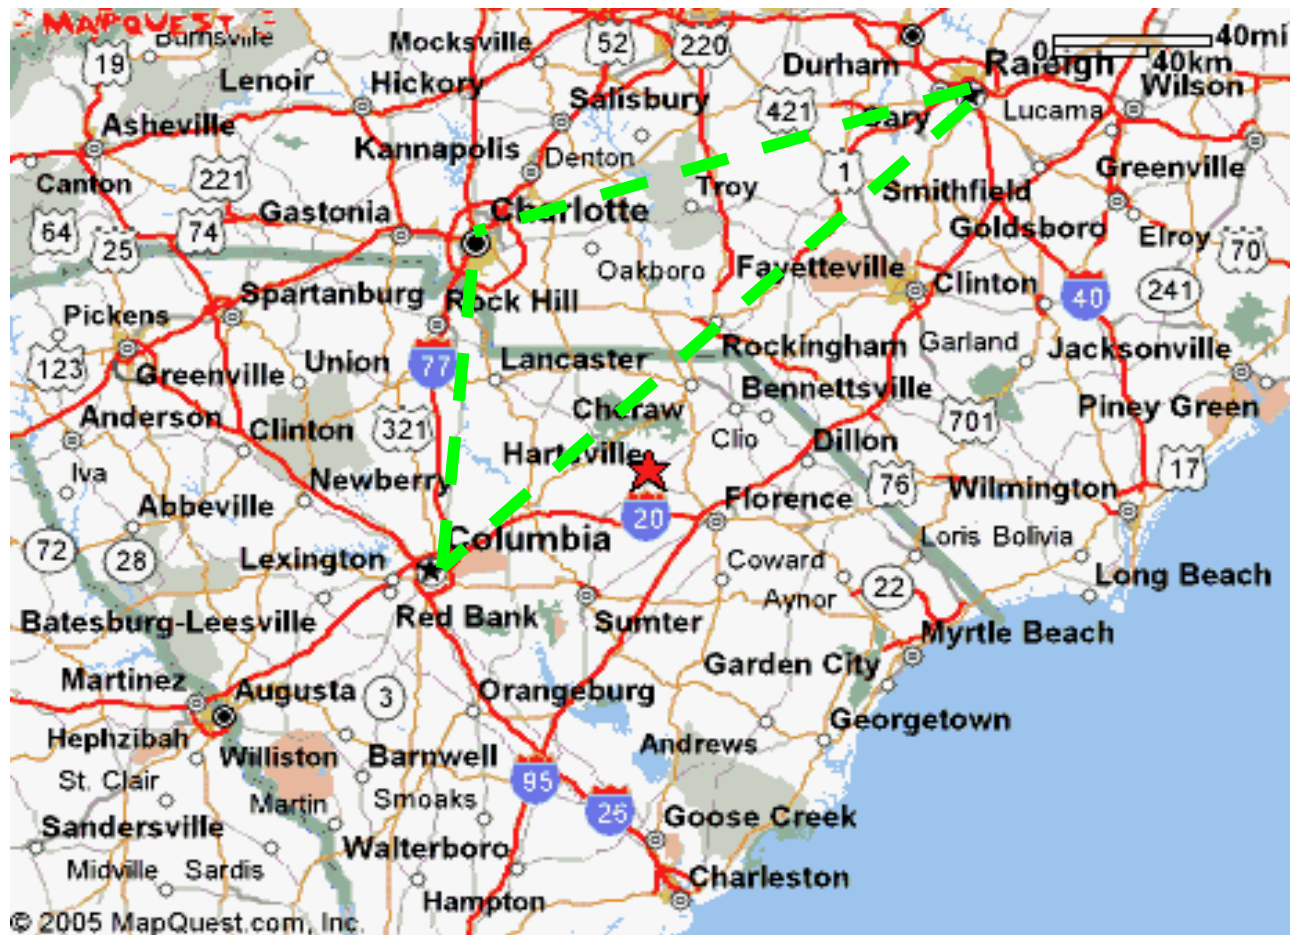 MAPQUEST
Burnsville
Mocksville
52
220
40mi
0
19
Lenoir
Hickory
Durham
Raleigh
40km
Salisbury
421
Wilson
Asheville
Cary
Lucama
Kannapolis
Denton
1
Greenville
Canton
221
Troy
Smithfield
Gastonia
Charlotte
Goldsboro
64
25
74
Elroy
70
Oakboro
Fayetteville
Clinton
40
241
Pickens
Spartanburg
Rock Hill
123
Greenville
Union
77
Lancaster
Rockingham
Garland
Jacksonville
Bennettsville
Anderson
Clinton
321
Cheraw
Clio
Dillon
701
Piney Green
Iva
Newberry
Hartsville
76
17
Abbeville
20
Florence
Wilmington
72
28
Lexington
Columbia
Coward
Loris
Bolivia
Aynor
22
Long Beach
Batesburg-Leesville
Red Bank
Sumter
Myrtle Beach
Garden City
Martinez
Augusta
3
Orangeburg
Georgetown
Hephzibah
Williston
Barnwell
Andrews
St. Clair
Martin
Smoaks
95
26
Goose Creek
Sandersville
Walterboro
Midville
Sardis
Charleston
Hampton
© 2005 MapQuest.com, Inc.